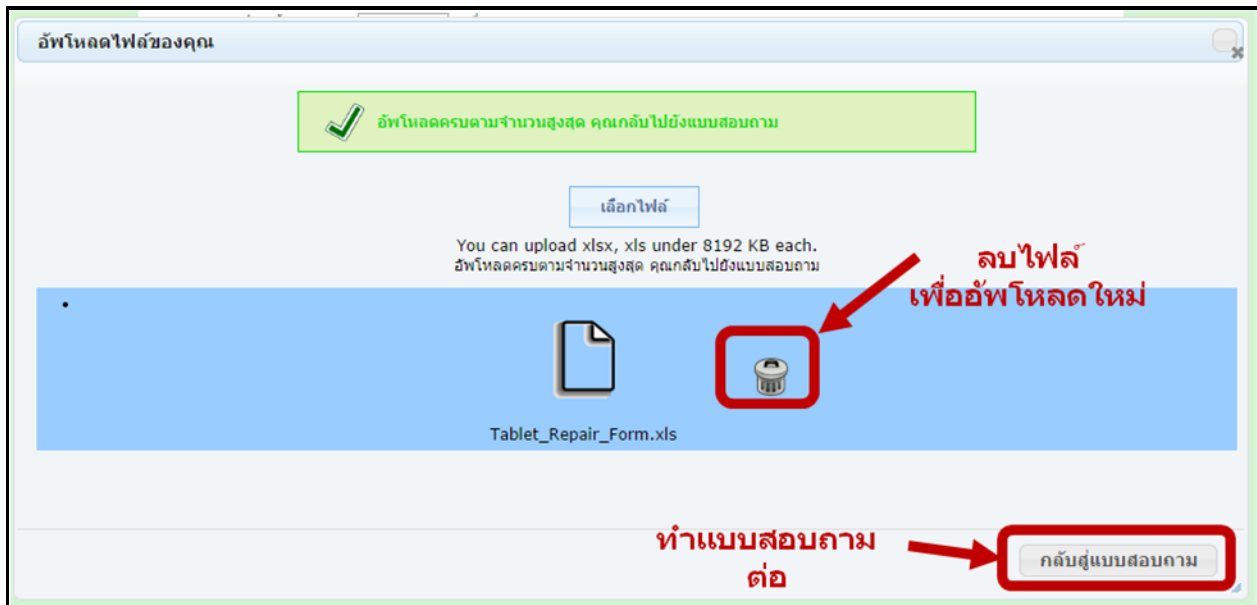 อัพโหลดไฟล์ของคุณ
อัพโหลดครบตามจำนวนสูงสุด คุณกลับไปยังแบบสอบถาม
เลือกไฟล์
You can upload xlsx, xls under 8192 KB each.
อัพโหลดครบตามจำนวนสูงสุด คุณกลับไปยังแบบสอบถาม
ลบไฟล์
เพื่ออัพโหลดใหม่
Tablet_Repair_Form.xls
ทำแบบสอบถาม
ต่อ
กลับสู่แบบสอบถาม